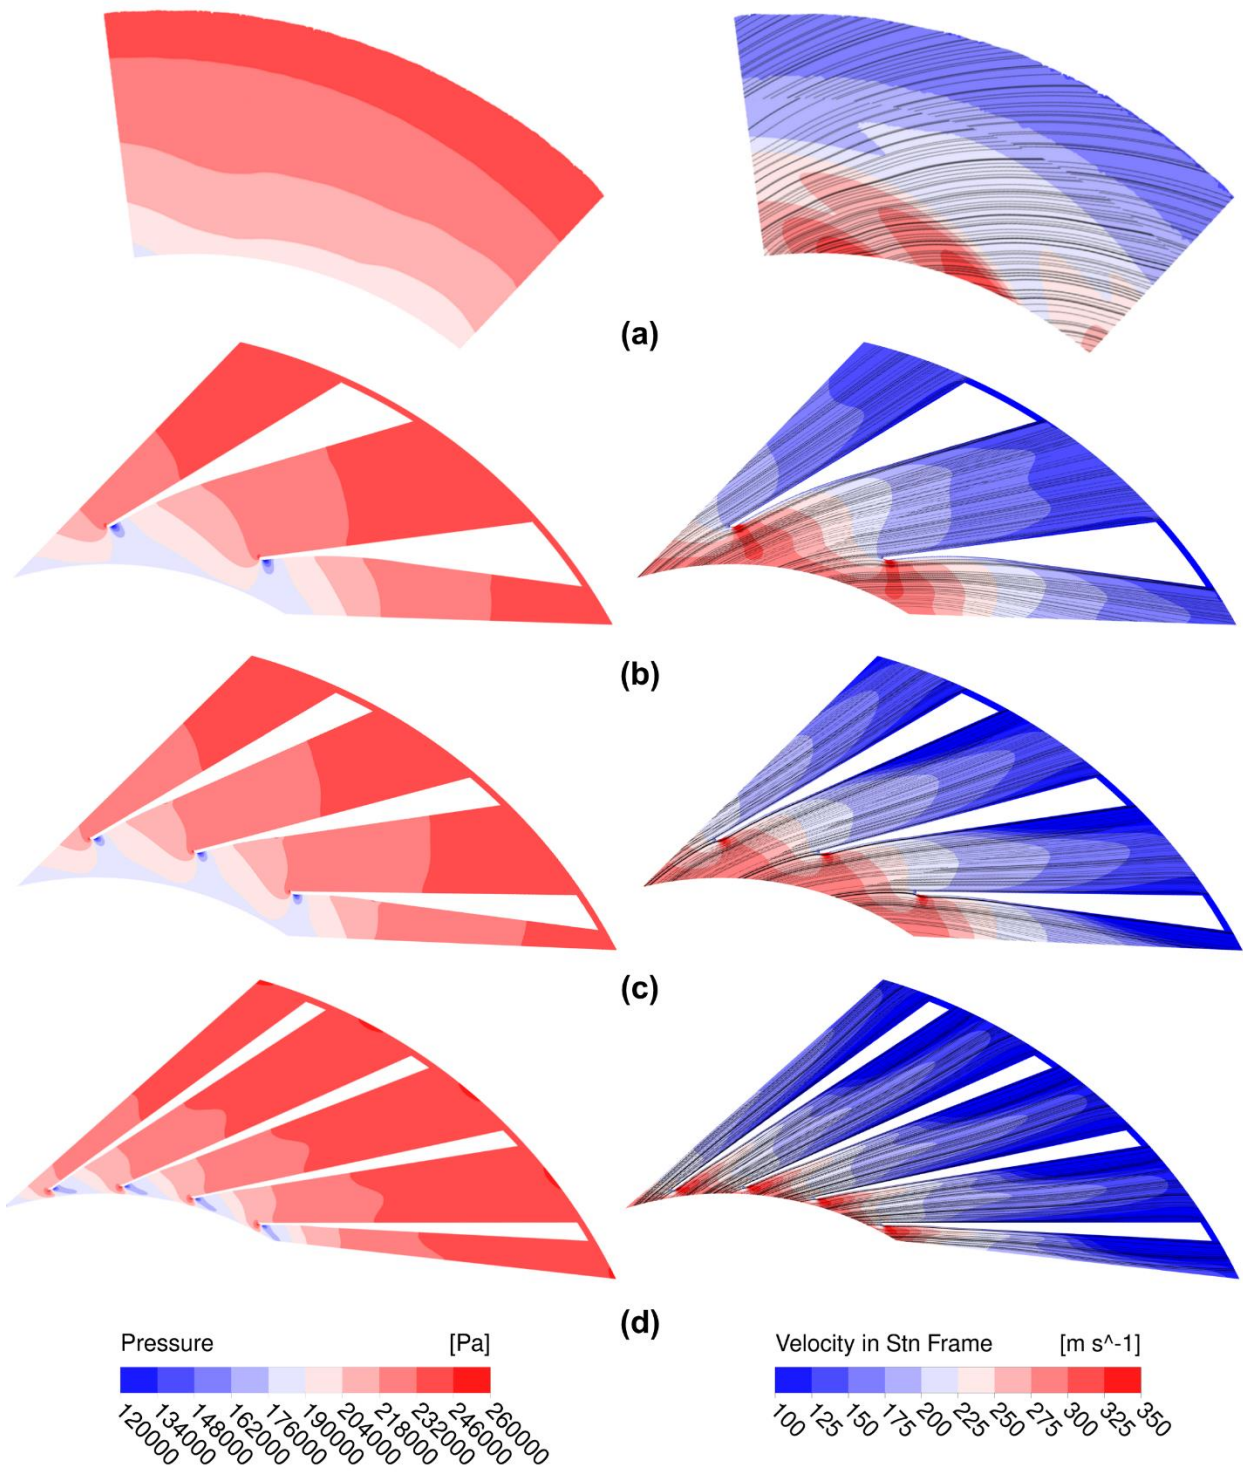 (a)
(b)
(c)
(d)
Pressure [Pa]
120000 134000 148000 162000 176000 190000 204000 218000 232000 246000 260000
Velocity in Stn Frame [m s^-1]
100 125 150 175 200 225 250 275 300 325 350